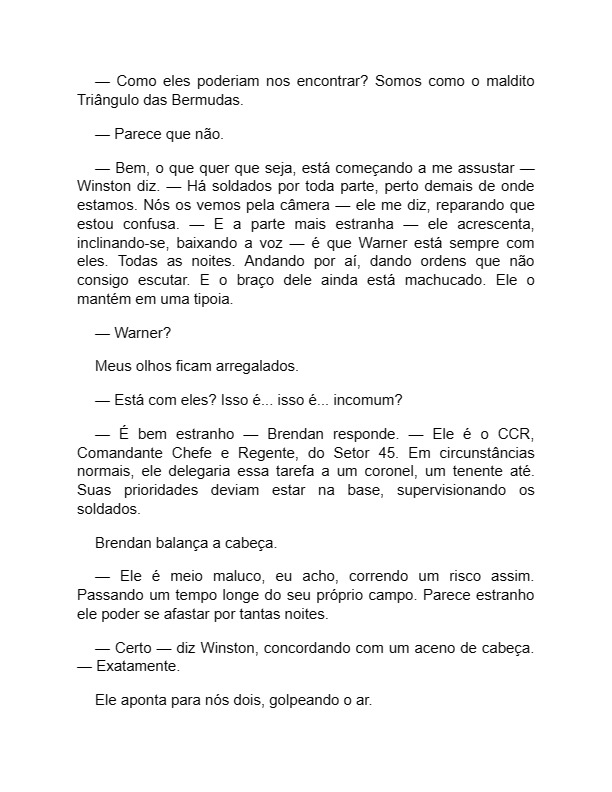 — Como eles poderiam nos encontrar? Somos como o maldito
Triângulo das Bermudas.
— Parece que não.
— Bem, o que quer que seja, está começando a me assustar —
Winston diz. — Há soldados por toda parte, perto demais de onde
estamos. Nós os vemos pela câmera — ele me diz, reparando que
estou confusa. — E a parte mais estranha — ele acrescenta,
inclinando-se, baixando a voz — é que Warner está sempre com
eles. Todas as noites. Andando por aí, dando ordens que não
consigo escutar. E o braço dele ainda está machucado. Ele o
mantém em uma tipoia.
— Warner?
Meus olhos ficam arregalados.
— Está com eles? Isso é... isso é... incomum?
— É bem estranho — Brendan responde. — Ele é o CCR,
Comandante Chefe e Regente, do Setor 45. Em circunstâncias
normais, ele delegaria essa tarefa a um coronel, um tenente até.
Suas prioridades deviam estar na base, supervisionando os
soldados.
Brendan balança a cabeça.
— Ele é meio maluco, eu acho, correndo um risco assim.
Passando um tempo longe do seu próprio campo. Parece estranho
ele poder se afastar por tantas noites.
— Certo — diz Winston, concordando com um aceno de cabeça.
— Exatamente.
Ele aponta para nós dois, golpeando o ar.